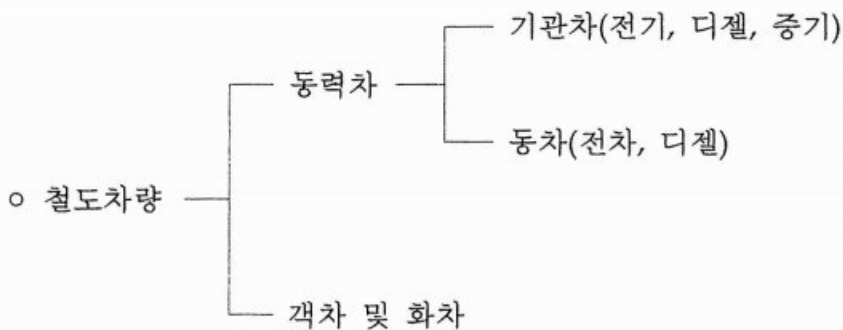 기관차(전기, 디젤, 증기)
동력차
동차(전차, 디젤)
○ 철도차량
객차 및 화차